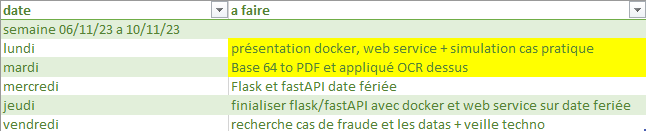 date a faire
semaine 06/11/23 a 10/11/23
lundi présentation docker, web service + simulation cas pratique
mardi Base 64 to PDF et appliqué OCR dessus
mercredi Flask et fastAPI date fériée
jeudi finialiser flask/fastAPI avec docker et web service sur date feriée
vendredi recherche cas de fraude et les datas + veille techno